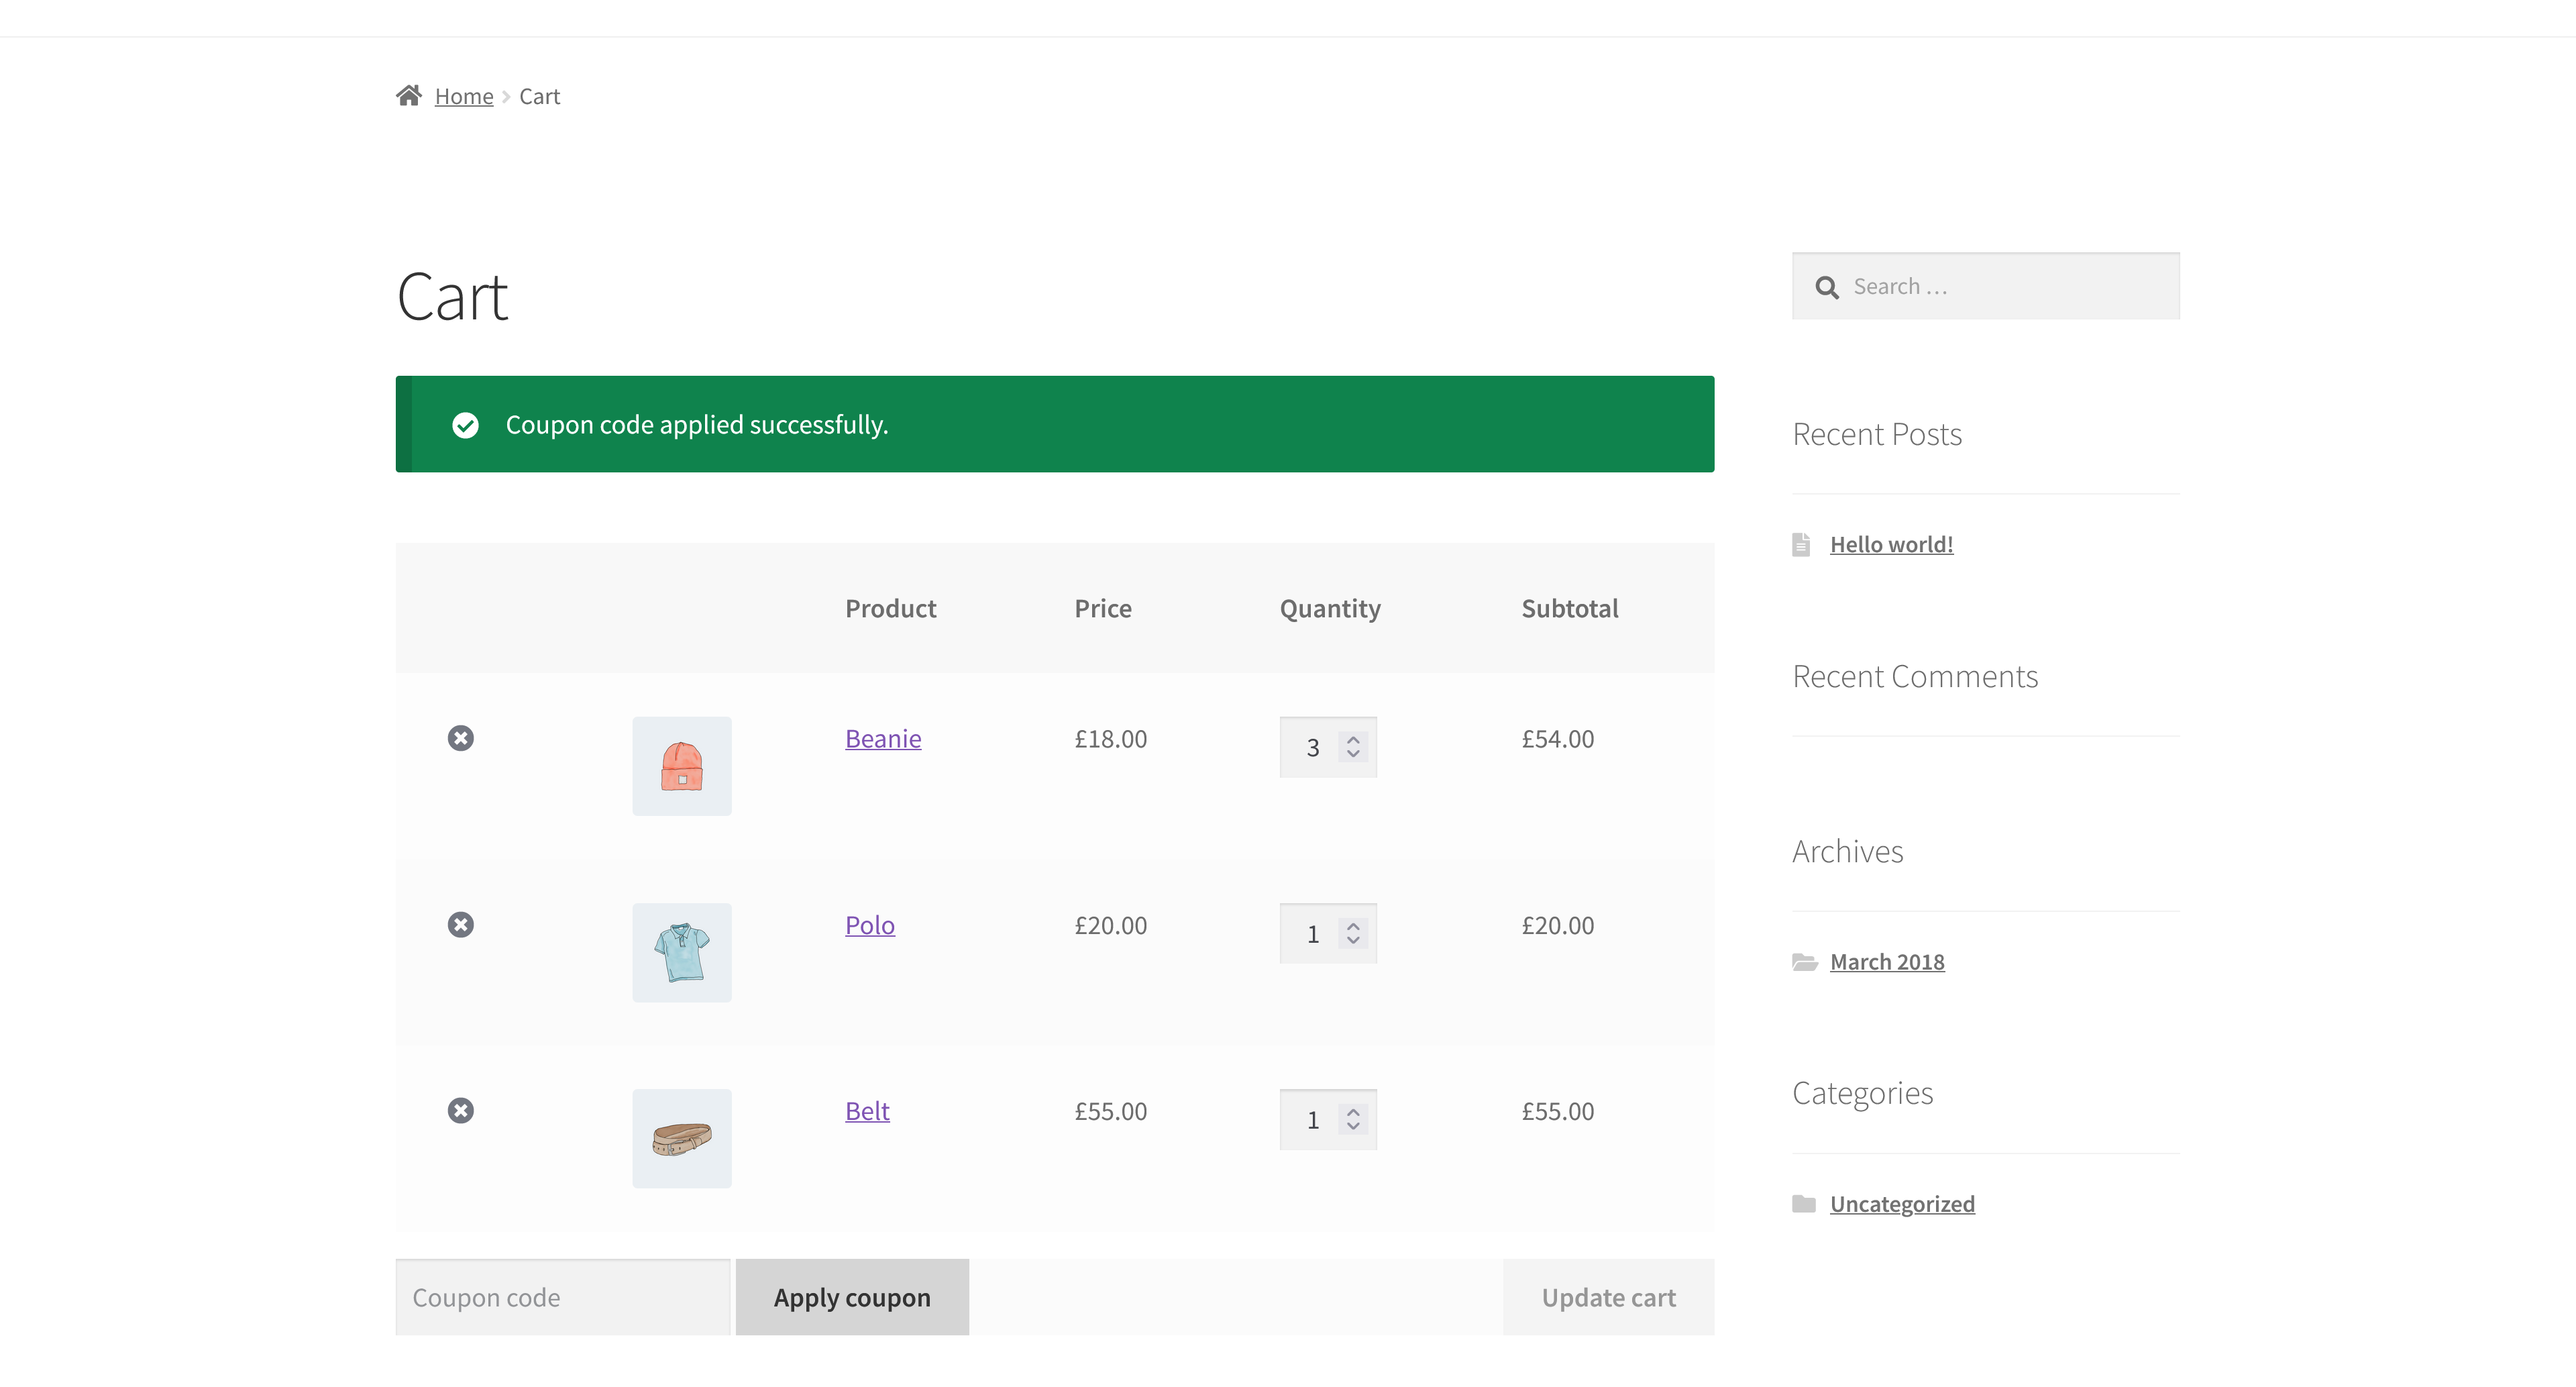 Home Cart
Cart
Search …
Coupon code applied successfully.
Product Price Quantity Subtotal
Beanie £18.00 3 £54.00
Polo £20.00 1 £20.00
Belt £55.00 1 £55.00
Coupon code Apply coupon Update cart
Recent Posts
Hello world!
Recent Comments
Archives
March 2018
Categories
Uncategorized